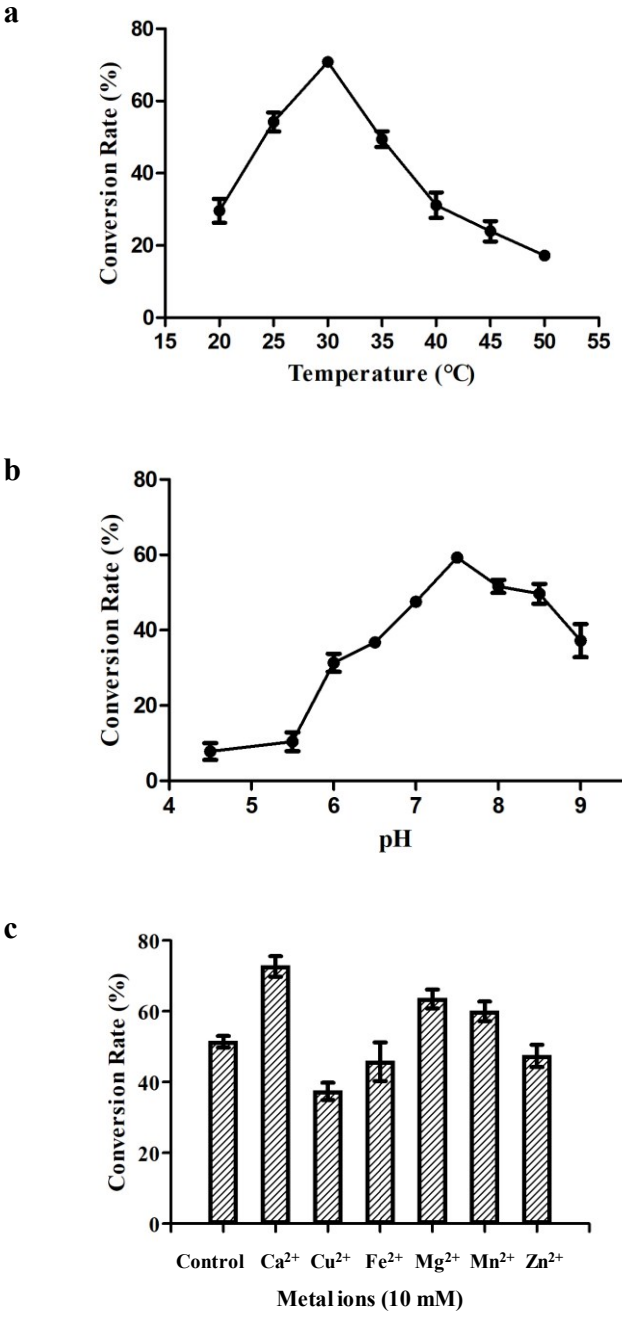 a
80
60
40
20
0
Conversion Rate (%)
15 20 25 30 35 40 45 50 55
Temperature (°C)
b
80
60
40
20
0
Conversion Rate (%)
4 5 6 7 8 9
pH
c
80
60
40
20
0
Conversion Rate (%)
Control Ca²⁺ Cu²⁺ Fe²⁺ Mg²⁺ Mn²⁺ Zn²⁺
Metal ions (10 mM)